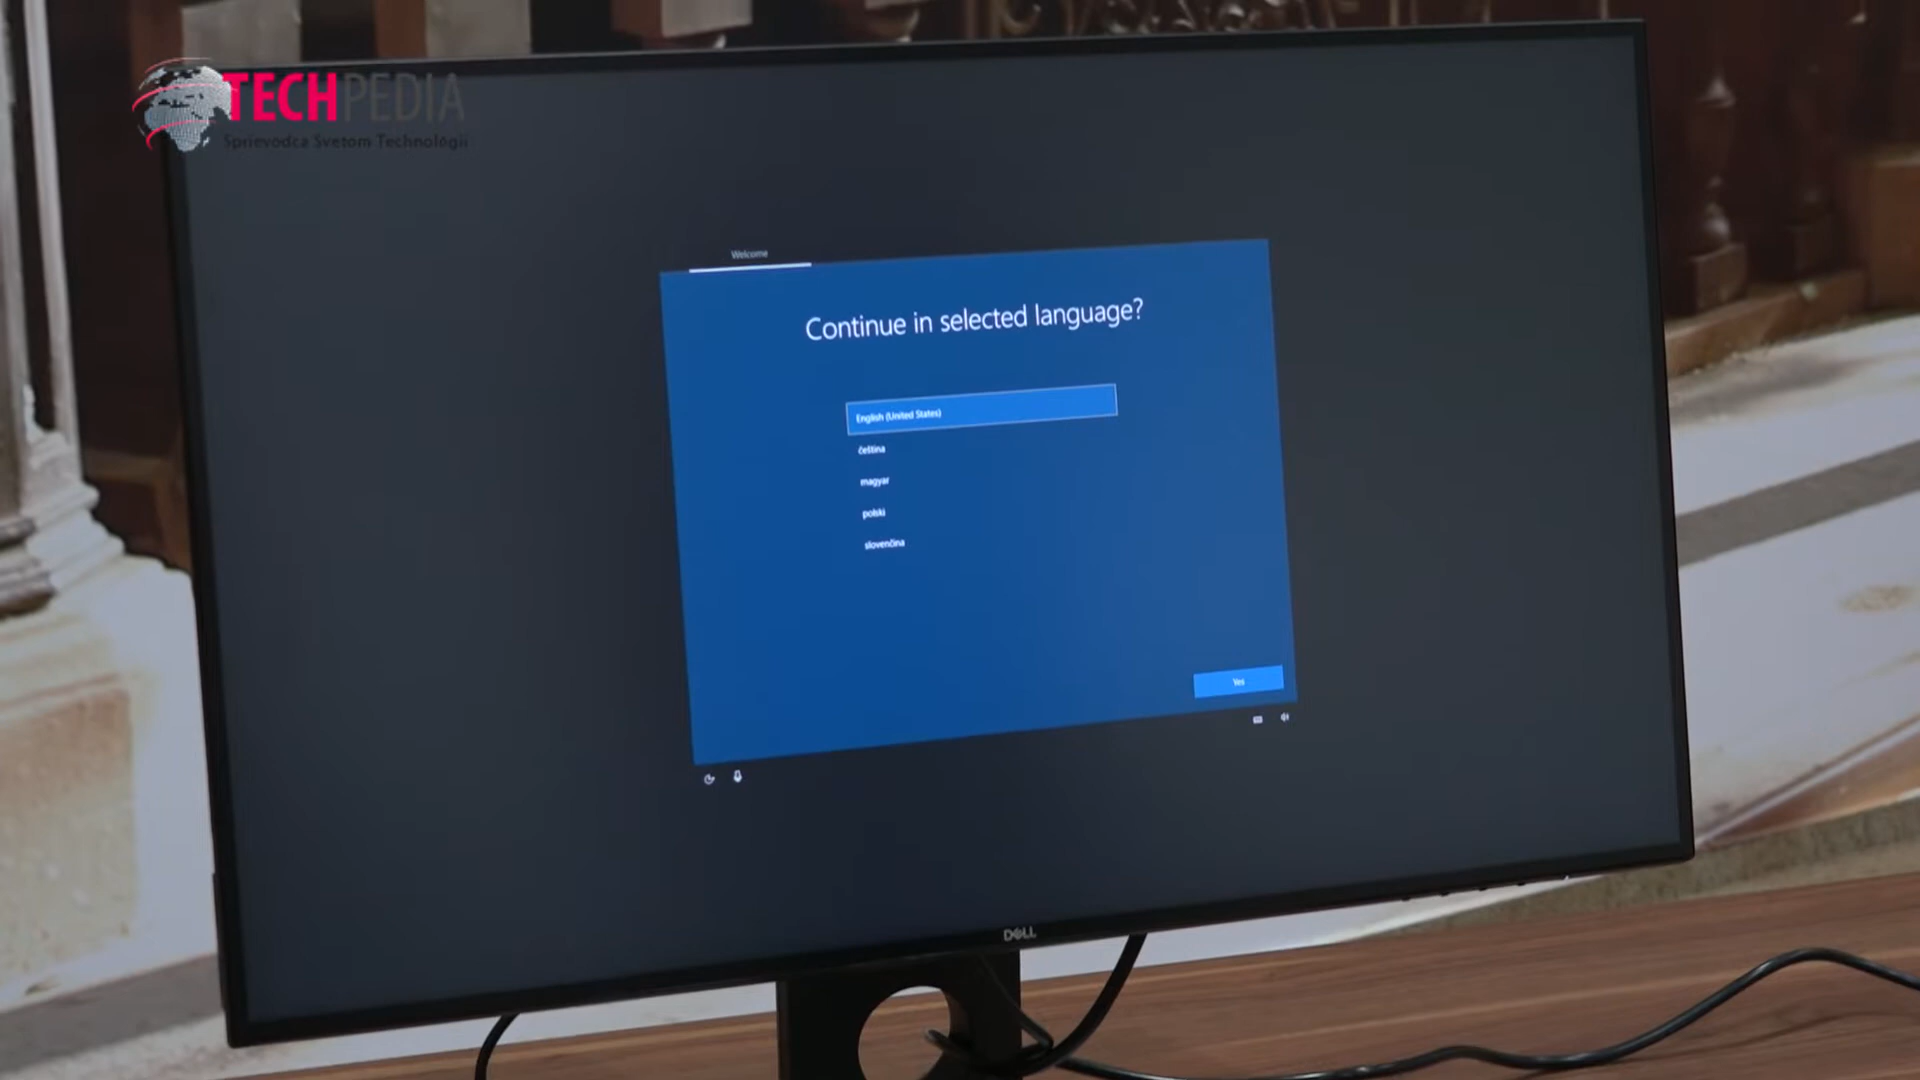 TECHPEDIA
Sprievodca Svetom Technológií
Welcome
Continue in selected language?
English (United States)
čeština
magyar
polski
slovenčina
Yes
DELL